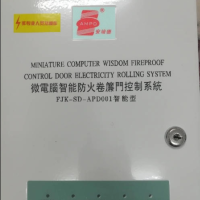 MINIATURE COMPUTER WISDOM FIREPROOF
CONTROL DOOR ELECTRICITY ROLLING SYSTEM
微電腦智能防火卷簾門控制系統
FJK-SD-APD001智能型